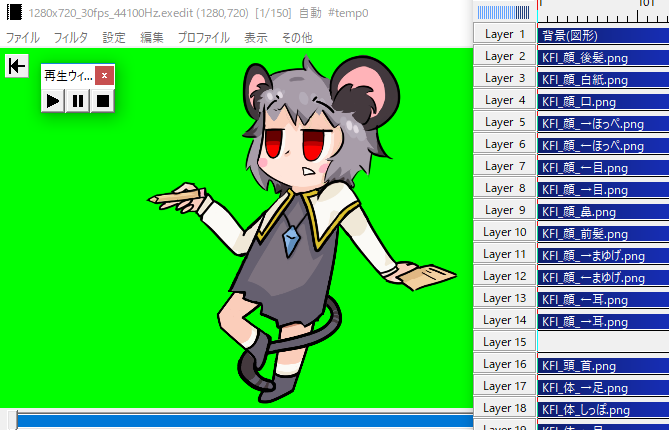 1280x720_30fps_44100Hz.exedit (1280,720)  [1/150]  自動  #temp0
ファイル フィルタ 設定 編集 プロファイル 表示 その他
再生ウィ... x
1 101
Layer 1 背景(図形)
Layer 2 KFI_顔_後髪.png
Layer 3 KFI_顔_白紙.png
Layer 4 KFI_顔_口.png
Layer 5 KFI_顔_→ほっぺ.png
Layer 6 KFI_顔_←ほっぺ.png
Layer 7 KFI_顔_←目.png
Layer 8 KFI_顔_→目.png
Layer 9 KFI_顔_鼻.png
Layer 10 KFI_顔_前髪.png
Layer 11 KFI_顔_→まゆげ.png
Layer 12 KFI_顔_←まゆげ.png
Layer 13 KFI_顔_←耳.png
Layer 14 KFI_顔_→耳.png
Layer 15
Layer 16 KFI_頭_首.png
Layer 17 KFI_体_→足.png
Layer 18 KFI_体_しっぽ.png
Layer 19